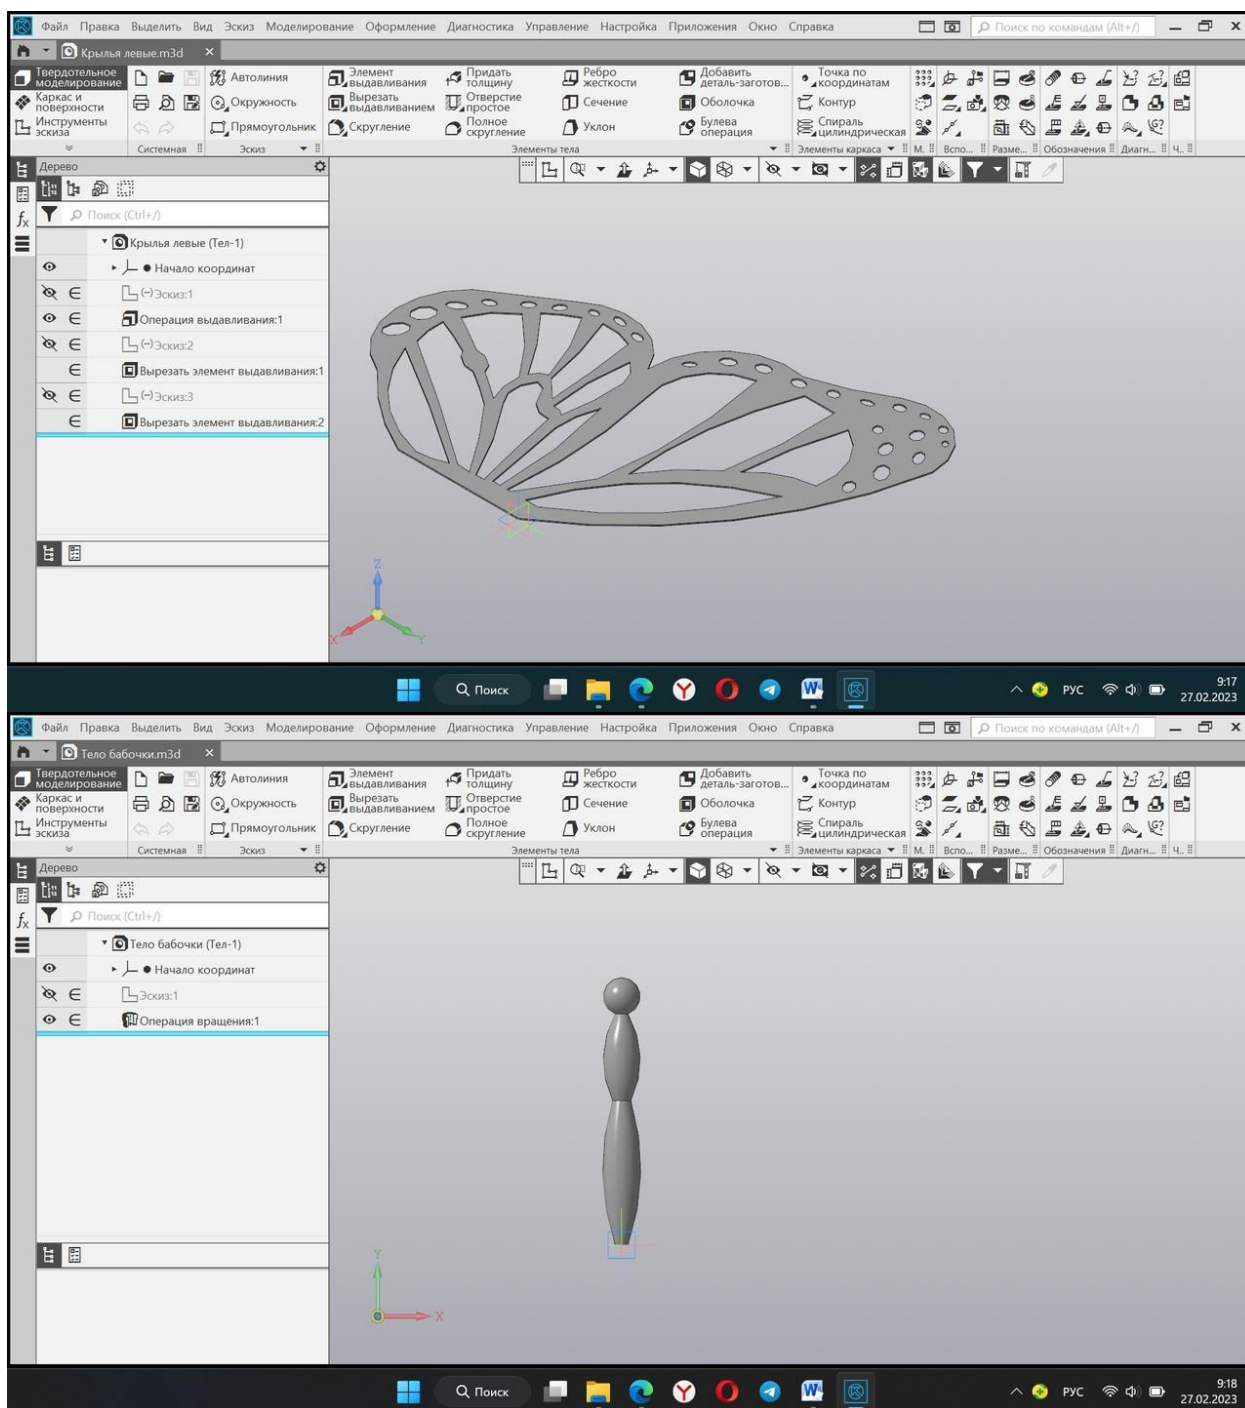 Файл Правка Выделить Вид Эскиз Моделирование Оформление Диагностика Управление Настройка Приложения Окно Справка Поиск по командам (Alt+/)
Крылья левые.m3d
Твердотельное моделирование
Каркас и поверхности
Инструменты эскиза
Системная
Автолиния
Окружность
Прямоугольник
Эскиз
Элемент выдавливания
Вырезать выдавливанием
Скругление
Придать толщину
Отверстие простое
Полное скругление
Ребро жесткости
Сечение
Уклон
Добавить деталь-заготов...
Оболочка
Булева операция
Элементы тела
Точка по координатам
Контур
Спираль цилиндрическая
Элементы каркаса
М. Вспо... Разме... Обозначения Диагн... Ч..
Дерево
Поиск (Ctrl+/)
Крылья левые (Тел-1)
Начало координат
(-)Эскиз:1
Операция выдавливания:1
(-)Эскиз:2
Вырезать элемент выдавливания:1
(-)Эскиз:3
Вырезать элемент выдавливания:2
Z
X
Y
Поиск
РУС
9:17
27.02.2023
Файл Правка Выделить Вид Эскиз Моделирование Оформление Диагностика Управление Настройка Приложения Окно Справка Поиск по командам (Alt+/)
Тело бабочки.m3d
Твердотельное моделирование
Каркас и поверхности
Инструменты эскиза
Системная
Автолиния
Окружность
Прямоугольник
Эскиз
Элемент выдавливания
Вырезать выдавливанием
Скругление
Придать толщину
Отверстие простое
Полное скругление
Ребро жесткости
Сечение
Уклон
Добавить деталь-заготов...
Оболочка
Булева операция
Элементы тела
Точка по координатам
Контур
Спираль цилиндрическая
Элементы каркаса
М. Вспо... Разме... Обозначения Диагн... Ч..
Дерево
Поиск (Ctrl+/)
Тело бабочки (Тел-1)
Начало координат
Эскиз:1
Операция вращения:1
Y
X
Поиск
РУС
9:18
27.02.2023